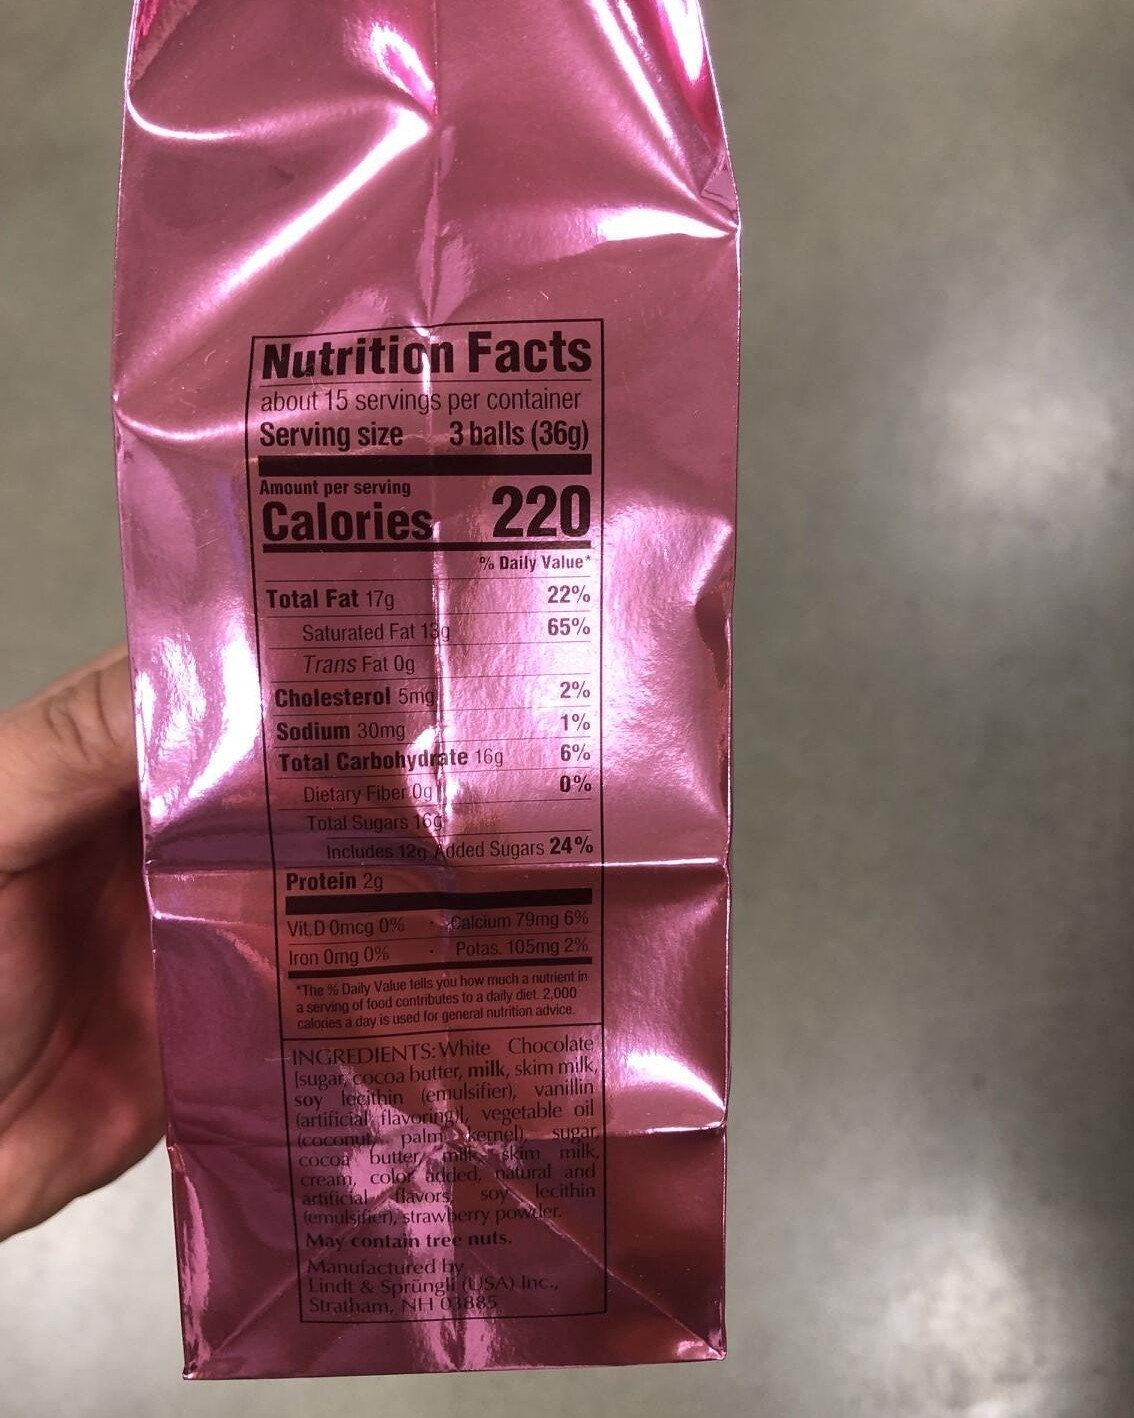 Nutrition Facts
about 15 servings per container
Serving size 3 balls (36g)
Amount per serving
Calories 220
% Daily Value*
Total Fat 17g 22%
Saturated Fat 13g 65%
Trans Fat 0g
Cholesterol 5mg 2%
Sodium 30mg 1%
Total Carbohydrate 16g 6%
Dietary Fiber 0g 0%
Total Sugars 16g
Includes 12g Added Sugars 24%
Protein 2g
Vit.D 0mcg 0% • Calcium 79mg 6%
Iron 0mg 0% • Potas. 105mg 2%
*The % Daily Value tells you how much a nutrient in
a serving of food contributes to a daily diet. 2,000
calories a day is used for general nutrition advice.
INGREDIENTS: White Chocolate
[sugar, cocoa butter, milk, skim milk,
soy lecithin (emulsifier), vanillin
(artificial flavoring)], vegetable oil
(coconut, palm kernel), sugar,
cocoa butter, milk, skim milk,
cream, color added, natural and
artificial flavors, soy lecithin
(emulsifier), strawberry powder.
May contain tree nuts.
Manufactured by
Lindt & Sprüngli (USA) Inc.,
Stratham, NH 03885